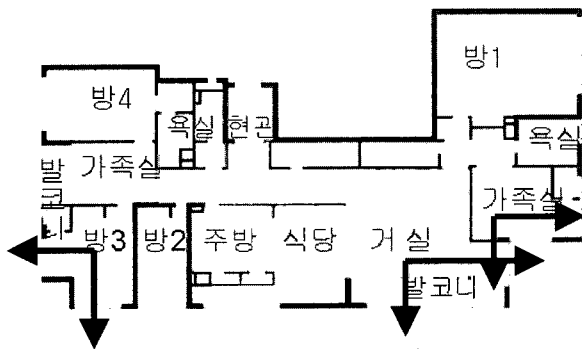 방1
방4
욕실 현관
욕실
발코니
가족실
가족실
방3 방2 주방 식당 거실
발코니